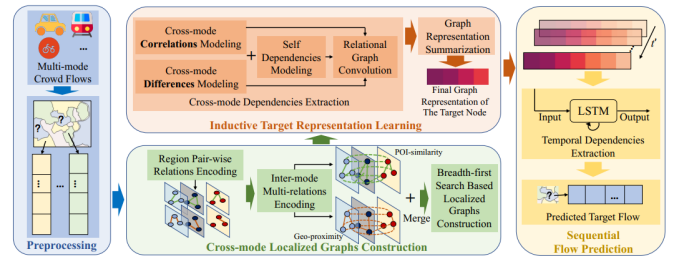 Multi-mode
Crowd Flows
?
?
Preprocessing
Cross-mode
Correlations Modeling
Cross-mode
Differences Modeling
+
Self
Dependencies
Modeling
Relational
Graph
Convolution
Cross-mode Dependencies Extraction
Graph
Representation
Summarization
Final Graph
Representation of
The Target Node
Inductive Target Representation Learning
Region Pair-wise
Relations Encoding
Inter-mode
Multi-relations
Encoding
POI-similarity
Geo-proximity
+
Merge
Breadth-first
Search Based
Localized
Graphs
Construction
Cross-mode Localized Graphs Construction
t'
LSTM
Input
Output
Temporal Dependencies
Extraction
?
Predicted Target Flow
Sequential
Flow Prediction